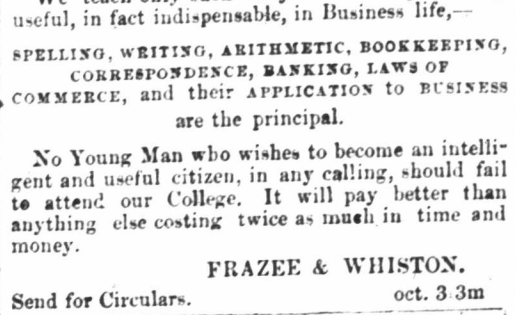 useful, in fact indispensable, in Business life,—
SPELLING, WRITING, ARITHMETIC, BOOKKEEPING,
CORRESPONDENCE, BANKING, LAWS OF
COMMERCE, and their APPLICATION to BUSINESS
are the principal.
No Young Man who wishes to become an intelli-
gent and useful citizen, in any calling, should fail
to attend our College. It will pay better than
anything else costing twice as much in time and
money.
FRAZEE & WHISTON.
Send for Circulars. oct. 3 3m